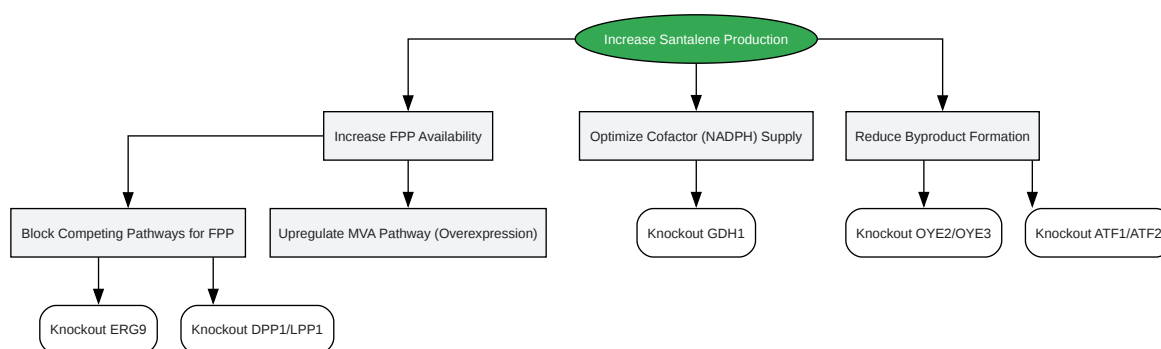 Increase Santalene Production
Increase FPP Availability
Optimize Cofactor (NADPH) Supply
Reduce Byproduct Formation
Block Competing Pathways for FPP
Upregulate MVA Pathway (Overexpression)
Knockout GDH1
Knockout OYE2/OYE3
Knockout ATF1/ATF2
Knockout ERG9
Knockout DPP1/LPP1